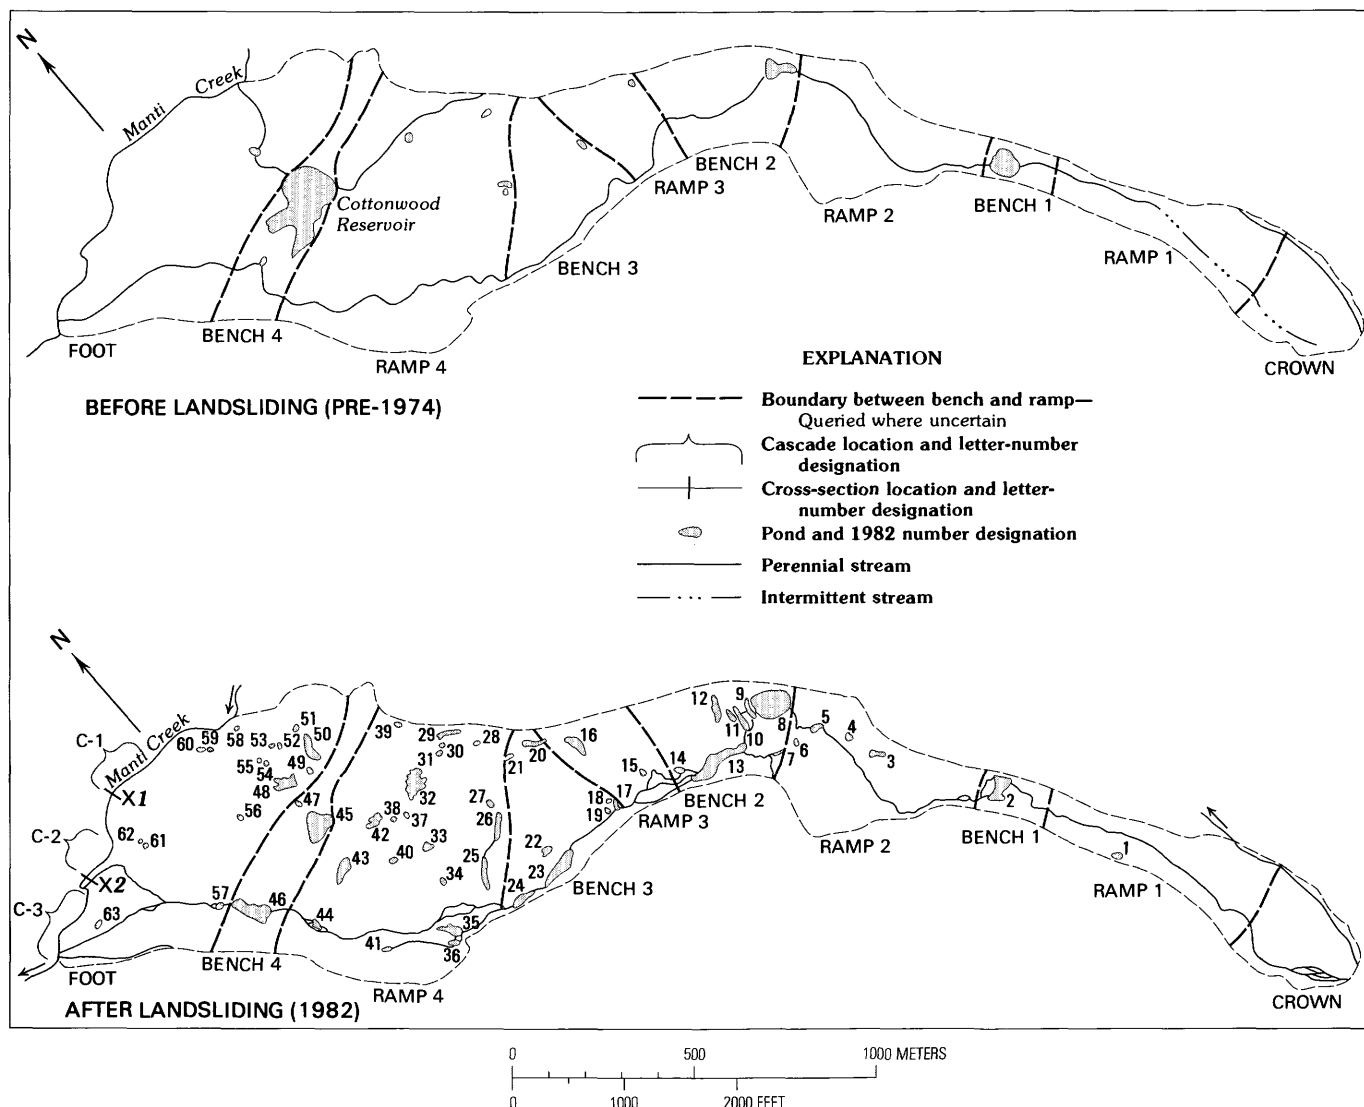 N
Manti Creek
Cottonwood
Reservoir
BENCH 2
RAMP 3
BENCH 3
RAMP 2
BENCH 1
RAMP 1
FOOT
BENCH 4
RAMP 4
CROWN
BEFORE LANDSLIDING (PRE-1974)
EXPLANATION
Boundary between bench and ramp—
Queried where uncertain
Cascade location and letter-number
designation
Cross-section location and letter-
number designation
Pond and 1982 number designation
Perennial stream
Intermittent stream
N
Manti Creek
C-1
X1
C-2
X2
C-3
60
59
58
53
52
51
50
55
54
48
49
47
56
62
61
63
57
46
45
44
43
42
41
40
39
38
37
36
35
34
33
32
31
30
29
28
27
26
25
24
23
22
21
20
19
18
17
16
15
14
13
12
11
10
9
8
7
6
5
4
3
2
1
BENCH 2
RAMP 3
BENCH 3
RAMP 2
BENCH 1
RAMP 1
FOOT
BENCH 4
RAMP 4
CROWN
AFTER LANDSLIDING (1982)
0 500 1000 METERS
0 1000 2000 FEET